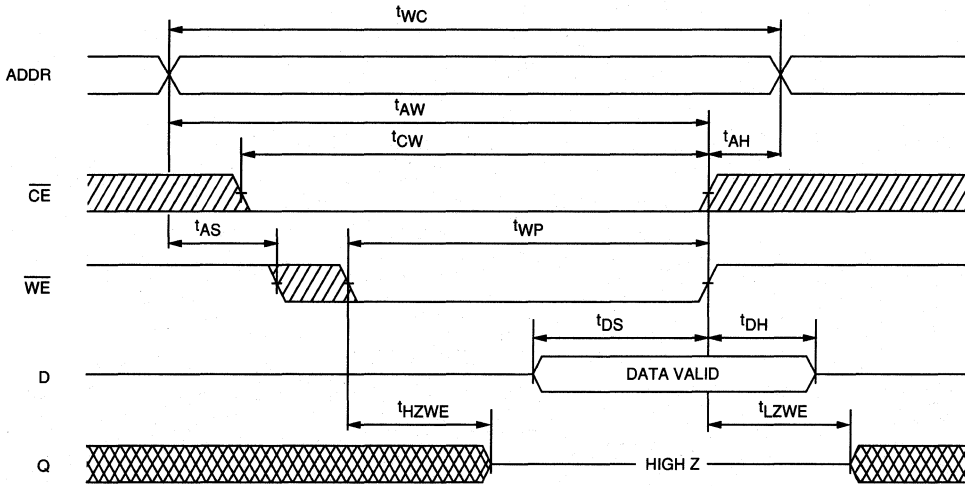 tWC
ADDR
tAW
tCW
tAH
CE
tAS
tWP
WE
tDS
tDH
D
DATA VALID
tHZWE
tLZWE
Q
HIGH Z